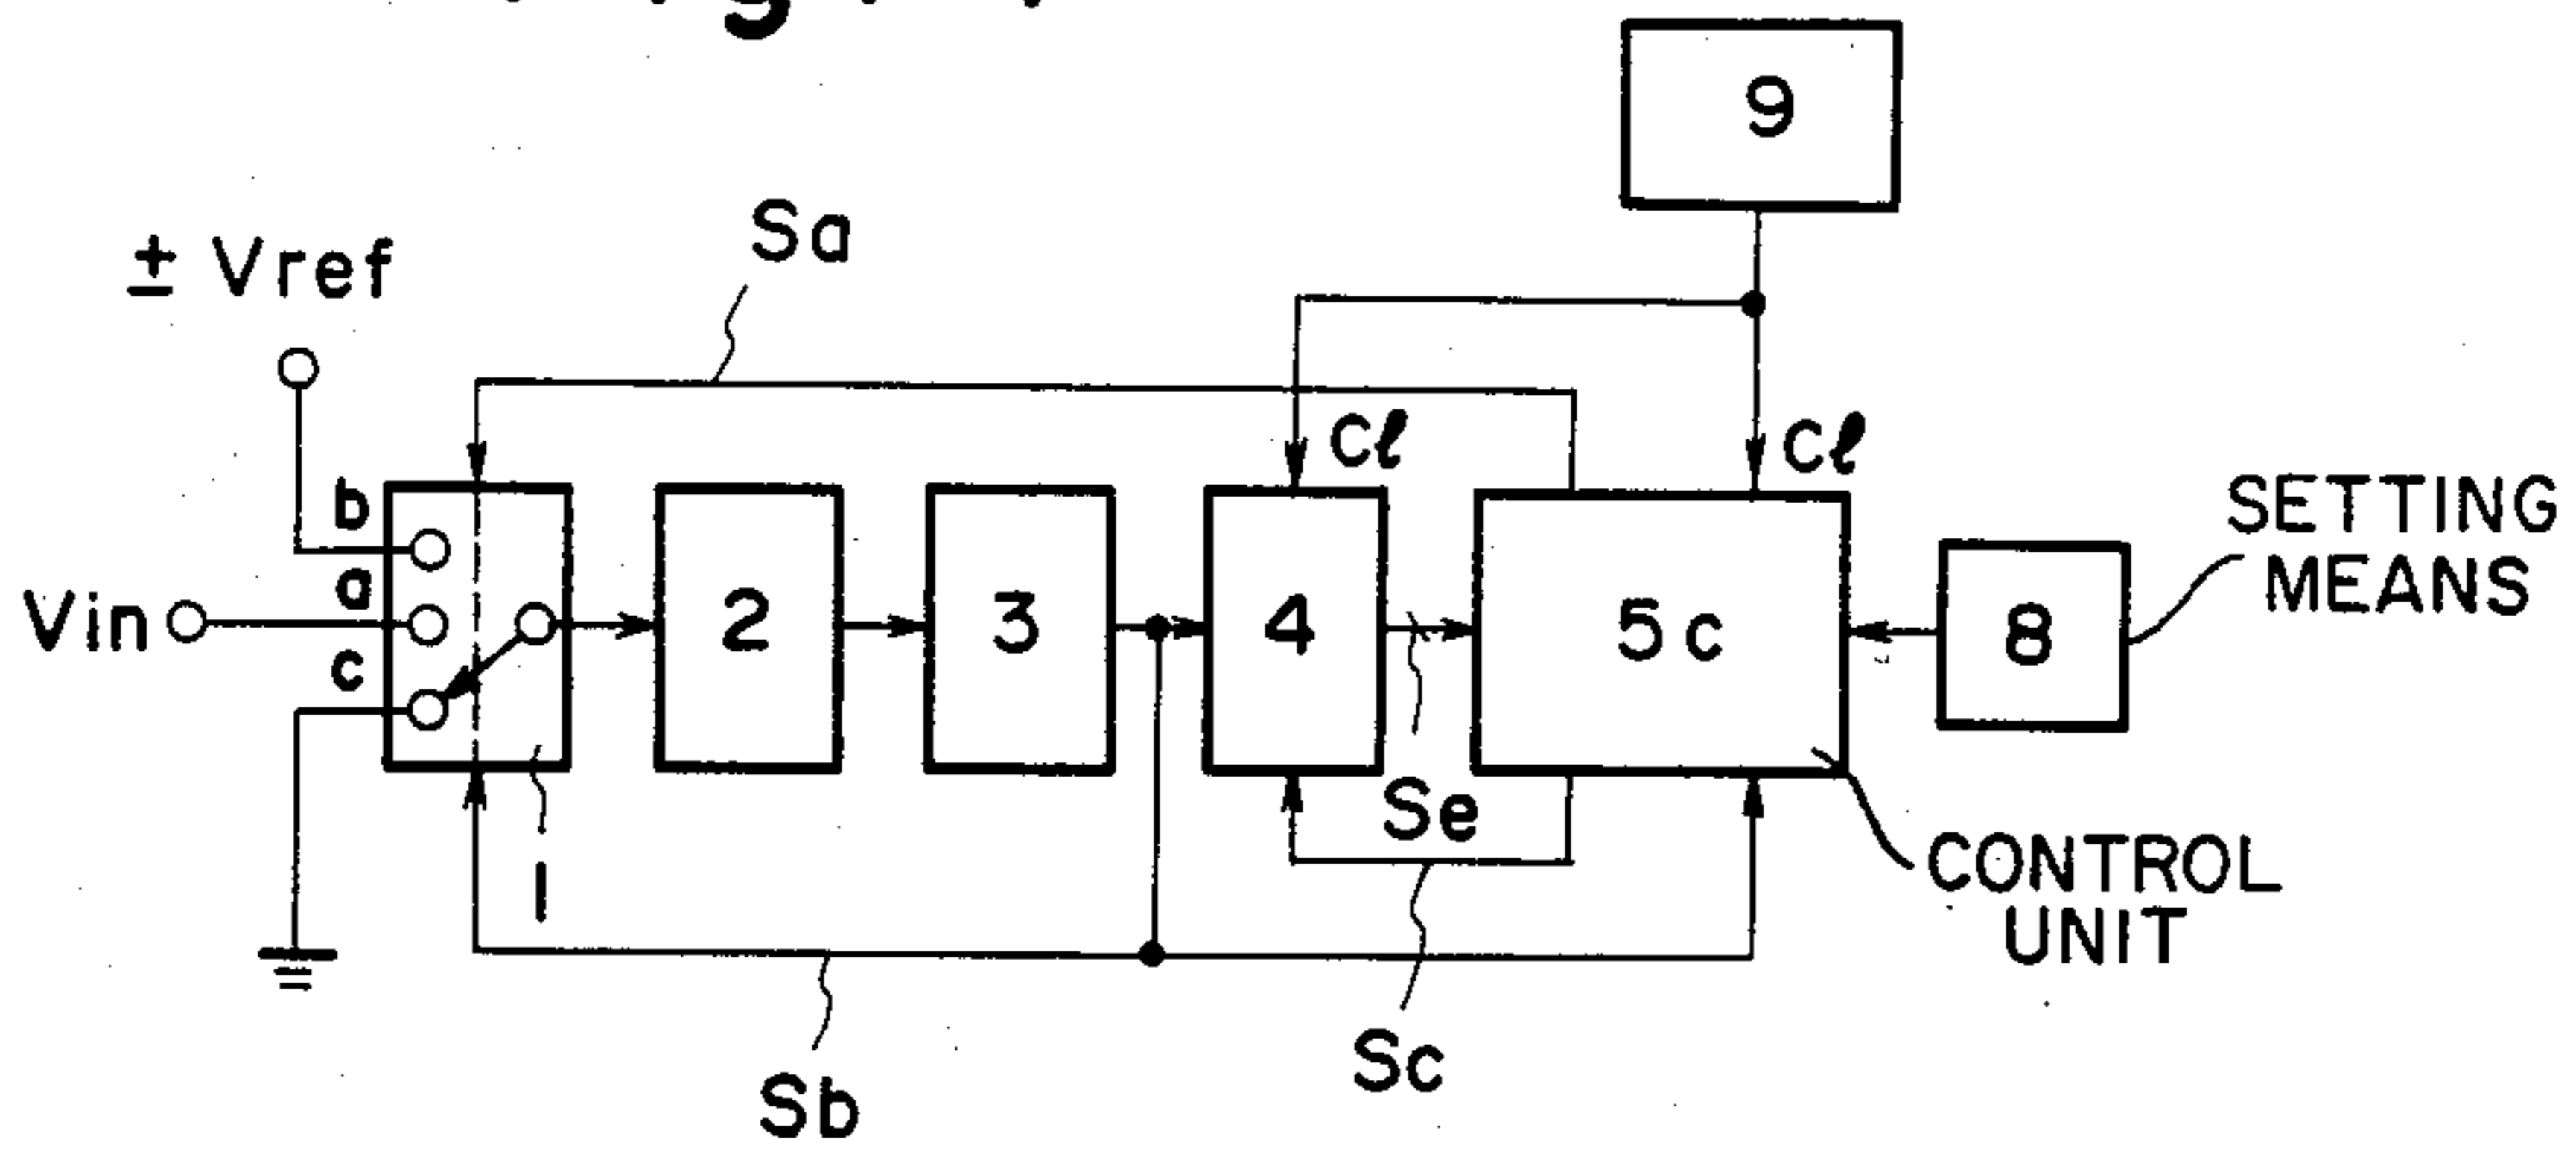 9
Sa
± Vref
Cℓ
Cℓ
b
a
Vin
c
2
3
4
5c
8
SETTING
MEANS
Se
1
CONTROL
UNIT
Sc
Sb